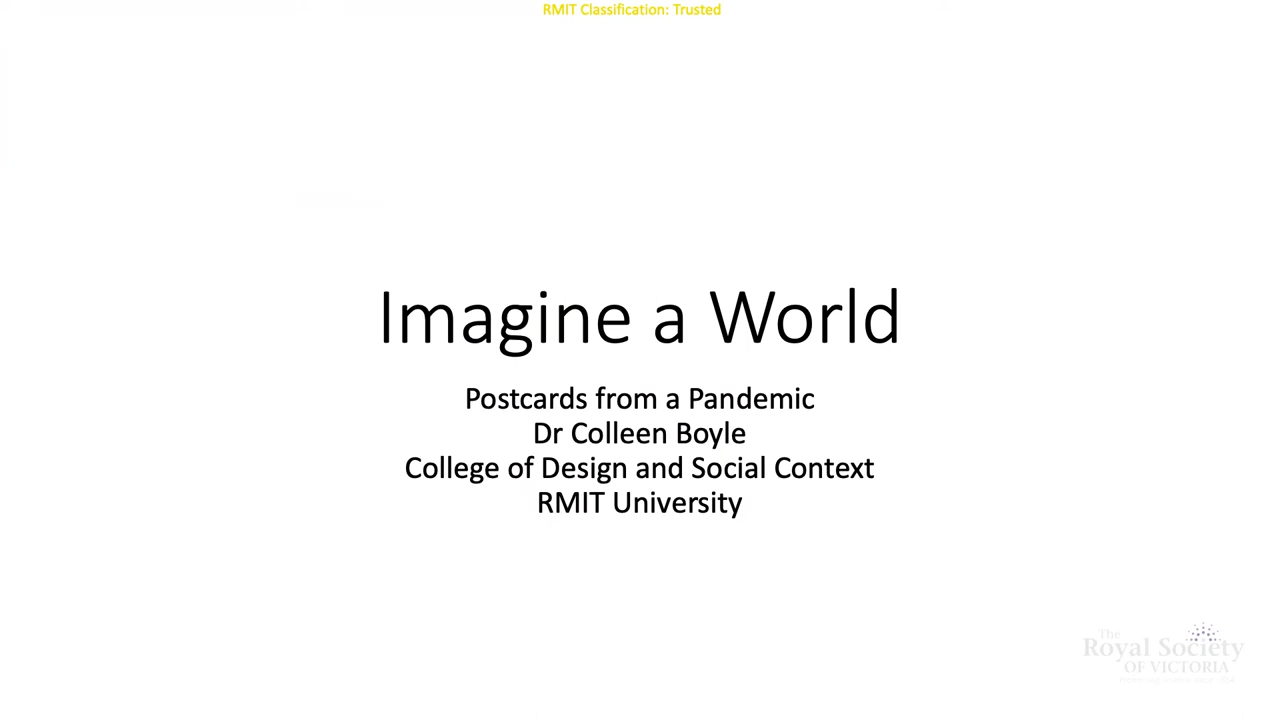 RMIT Classification: Trusted
Imagine a World
Postcards from a Pandemic
Dr Colleen Boyle
College of Design and Social Context
RMIT University
The
Royal Society
OF VICTORIA